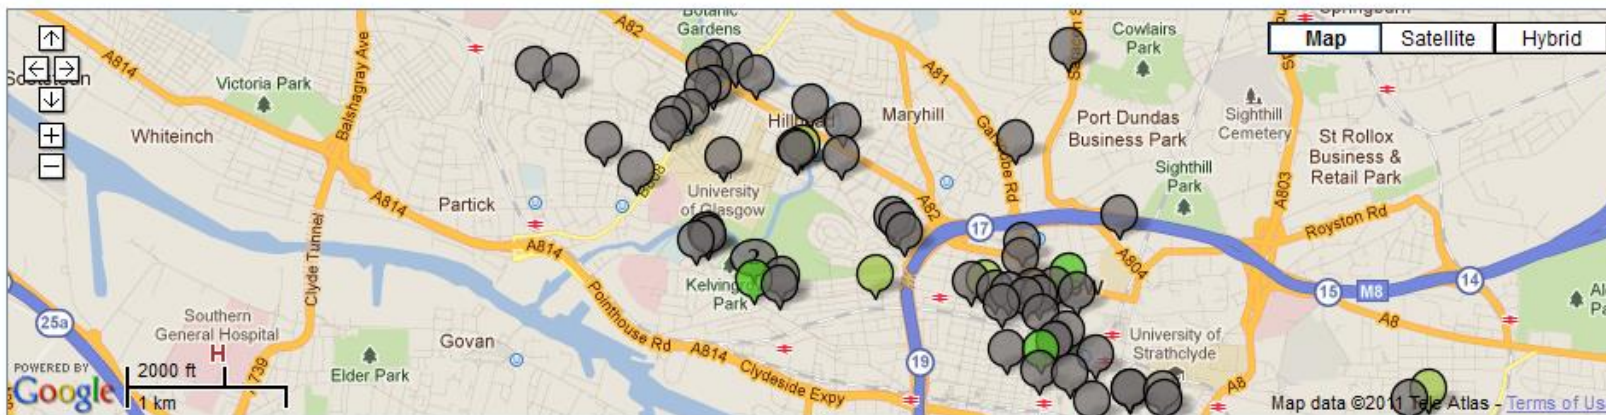 Botanic
Gardens
Springburn
A82
A814
Balshagray Ave
Victoria Park
Cowlairs
Park
Map
Satellite
Hybrid
A81
Saracen St
Whiteinch
Maryhill
Port Dundas
Business Park
Sighthill
Cemetery
St Rollox
Business &
Retail Park
Sighthill
Park
University
of Glasgow
Partick
A814
B808
A82
A803
Royston Rd
A814
Clyde Tunnel
17
A804
Kelvingrove
Park
25a
Southern
General Hospital
H
Govan
Pointhouse Rd
A814
Clydeside Expy
19
15
M8
14
A8
University of
Strathclyde
A8
Elder Park
A739
POWERED BY
Google
2000 ft
1 km
Map data ©2011 Tele Atlas - Terms of Us